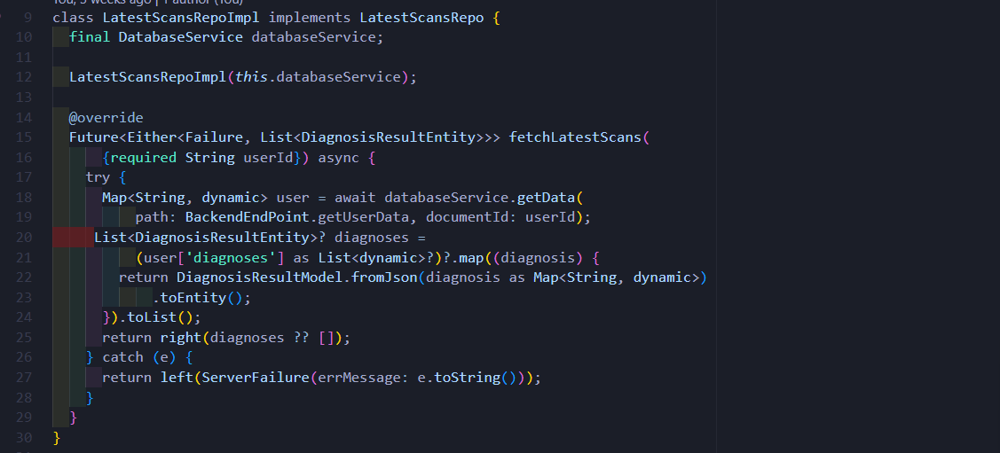 You, 3 weeks ago | 1 author (You)
9 class LatestScansRepoImpl implements LatestScansRepo {
10 final DatabaseService databaseService;
11
12 LatestScansRepoImpl(this.databaseService);
13
14 @override
15 Future<Either<Failure, List<DiagnosisResultEntity>>> fetchLatestScans(
16 {required String userId}) async {
17 try {
18 Map<String, dynamic> user = await databaseService.getData(
19 path: BackendEndPoint.getUserData, documentId: userId);
20 List<DiagnosisResultEntity>? diagnoses =
21 (user['diagnoses'] as List<dynamic>?)?.map((diagnosis) {
22 return DiagnosisResultModel.fromJson(diagnosis as Map<String, dynamic>)
23 .toEntity();
24 }).toList();
25 return right(diagnoses ?? []);
26 } catch (e) {
27 return left(ServerFailure(errMessage: e.toString()));
28 }
29 }
30 }